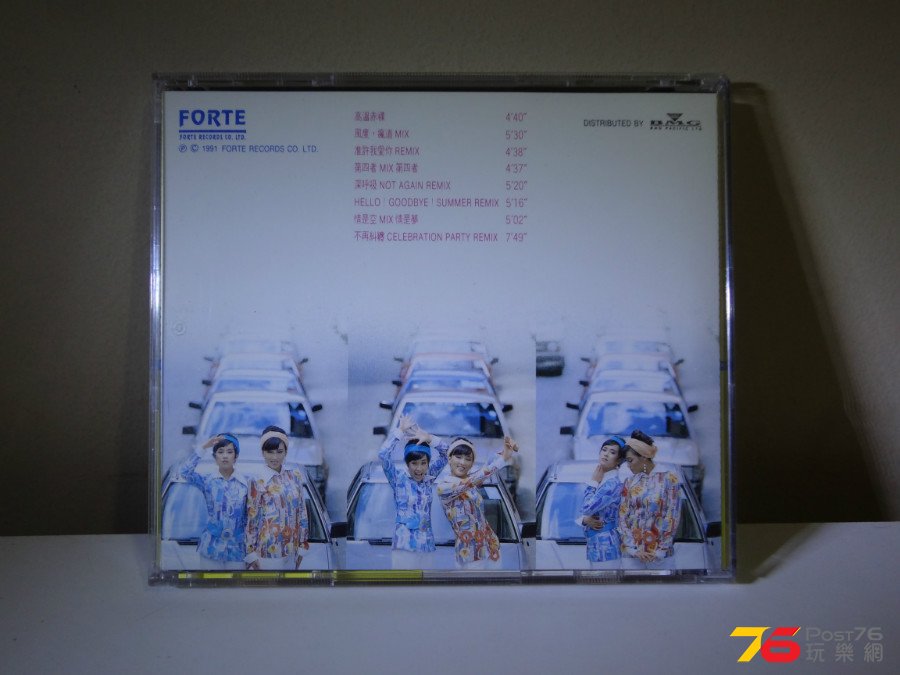 FORTE
FORTE RECORDS CO. LTD.
℗ © 1991 FORTE RECORDS CO. LTD.
高溫赤裸 4'40"
風塵,瘋適 MIX 5'30"
准許我愛你 REMIX 4'38"
第四者 MIX 第四者 4'37"
深呼吸 NOT AGAIN REMIX 5'20"
HELLO!GOODBYE!SUMMER REMIX 5'16"
情是空 MIX 情是夢 5'02"
不再糾纏 CELEBRATION PARTY REMIX 7'49"
DISTRIBUTED BY BMG
BMG PACIFIC LTD
76 Post76
玩樂網